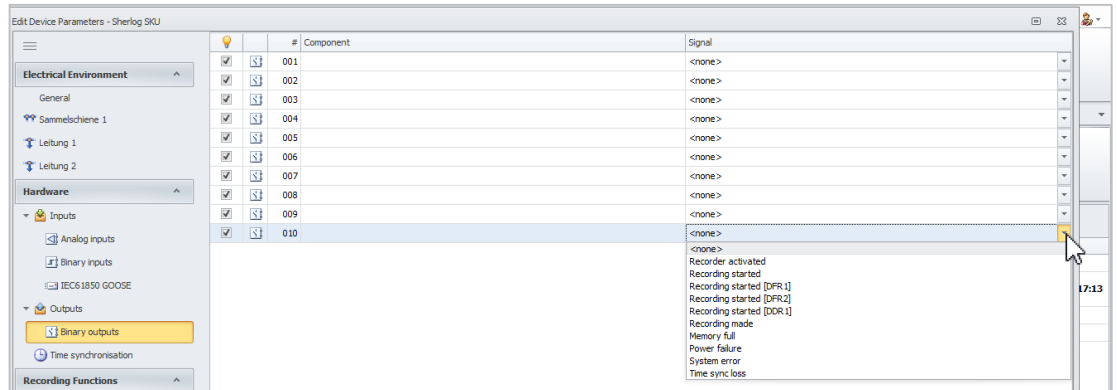 Edit Device Parameters - Sherlog SKU
Electrical Environment
General
Sammelschiene 1
Leitung 1
Leitung 2
Hardware
Inputs
Analog inputs
Binary inputs
IEC61850 GOOSE
Outputs
Binary outputs
Time synchronisation
Recording Functions
# Component Signal
001 <none>
002 <none>
003 <none>
004 <none>
005 <none>
006 <none>
007 <none>
008 <none>
009 <none>
010 <none>
<none>
Recorder activated
Recording started
Recording started [DFR1]
Recording started [DFR2]
Recording started [DDR1]
Recording made
Memory full
Power failure
System error
Time sync loss
17:13